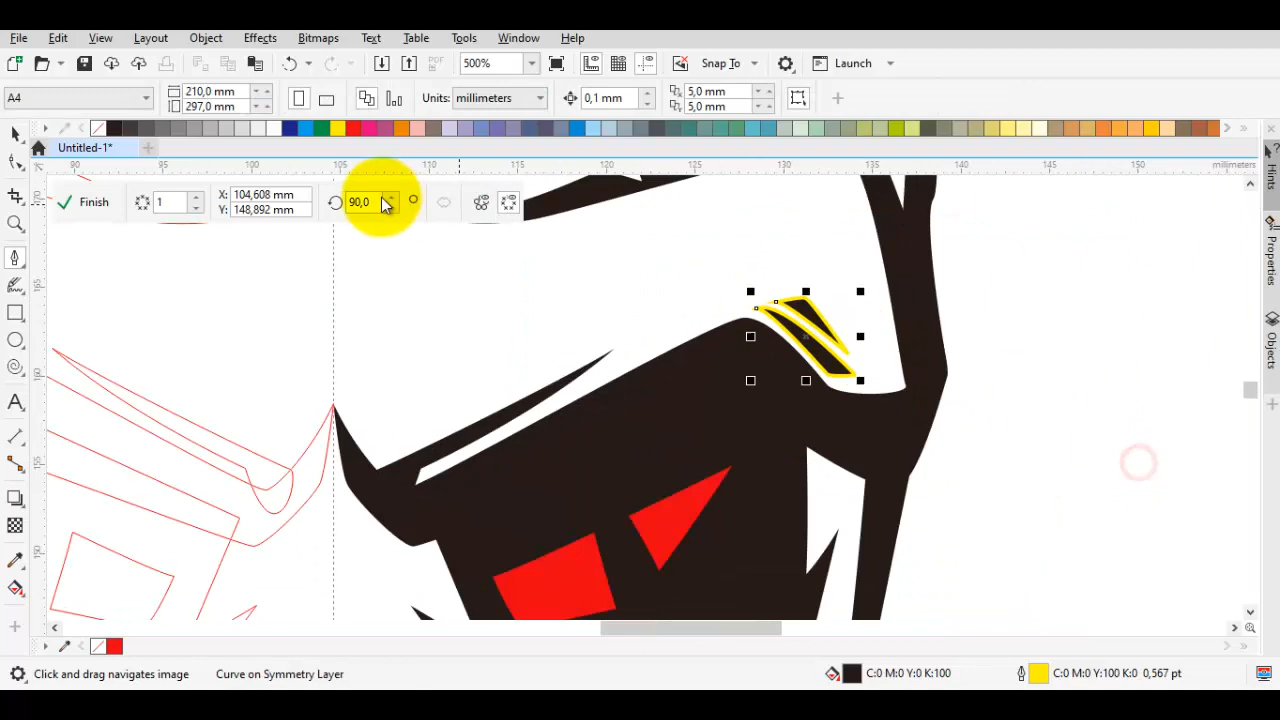 File Edit View Layout Object Effects Bitmaps Text Table Tools Window Help
500% Snap To Launch
PDF
A4 210,0 mm 297,0 mm Units: millimeters 0,1 mm 5,0 mm 5,0 mm
Untitled-1*
90 95 100 105 110 115 120 125 130 135 140 145 150 millimeters
Finish 1 X: 104,608 mm Y: 148,892 mm 90,0
Hints
Properties
Objects
Click and drag navigates image Curve on Symmetry Layer C:0 M:0 Y:0 K:100 C:0 M:0 Y:100 K:0 0,567 pt